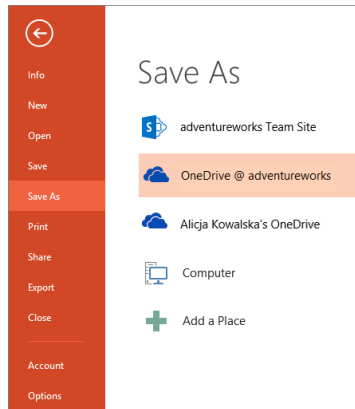 Info
New
Open
Save
Save As
Print
Share
Export
Close
Account
Options
Save As
adventureworks Team Site
OneDrive @ adventureworks
Alicja Kowalska's OneDrive
Computer
Add a Place